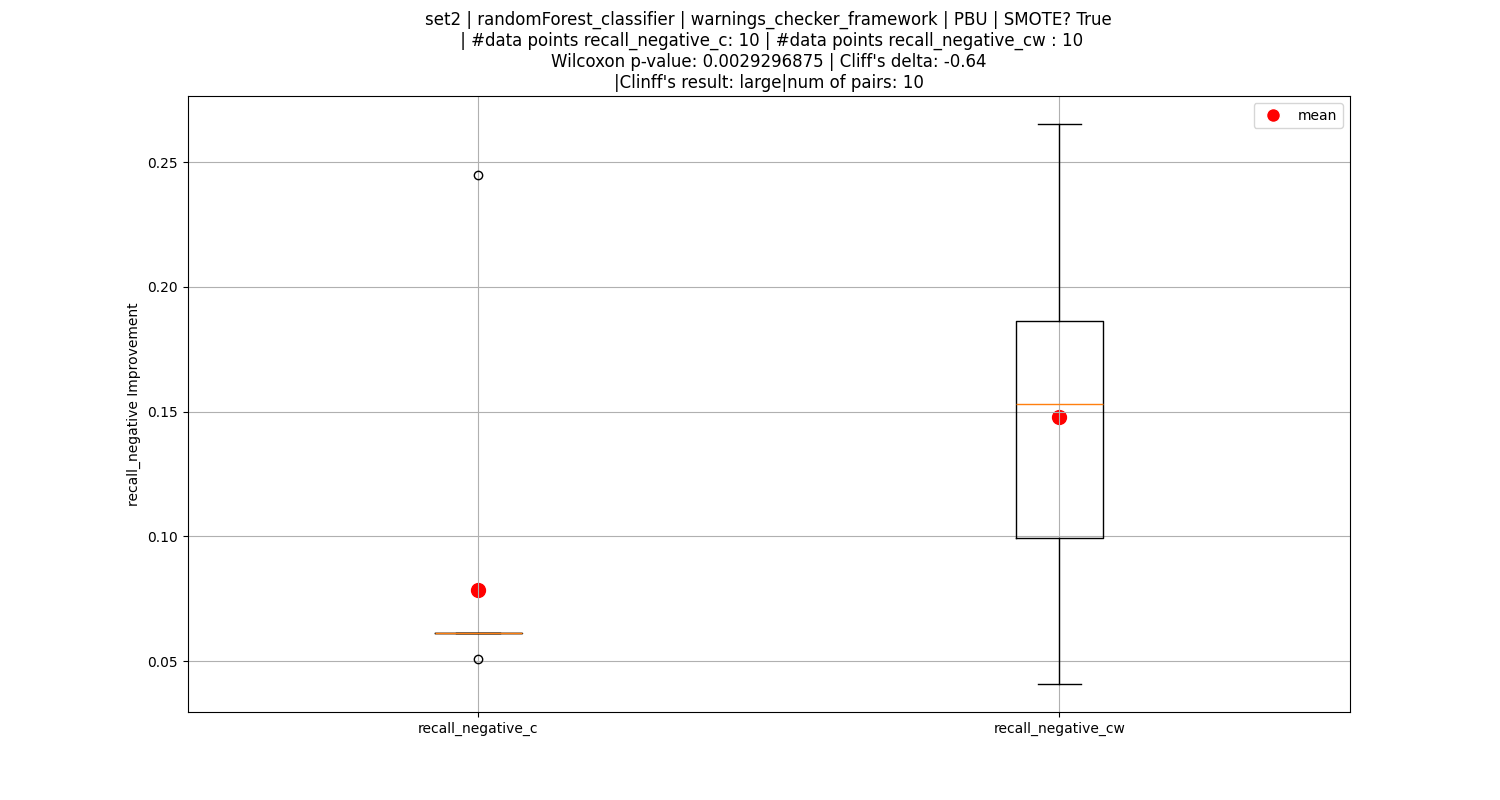 set2 | randomForest_classifier | warnings_checker_framework | PBU | SMOTE? True
| #data points recall_negative_c: 10 | #data points recall_negative_cw : 10
Wilcoxon p-value: 0.0029296875 | Cliff's delta: -0.64
|Clinff's result: large|num of pairs: 10
mean
0.25
0.20
0.15
0.10
0.05
recall_negative Improvement
recall_negative_c
recall_negative_cw